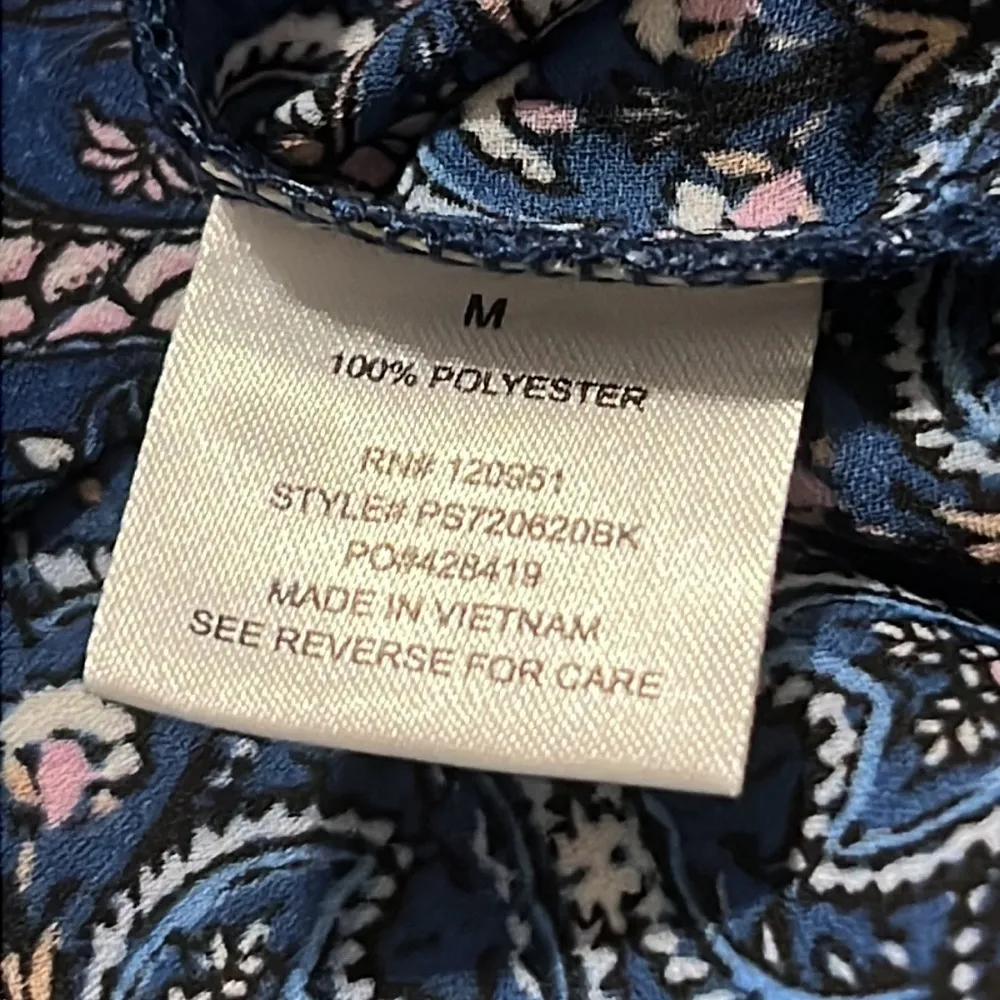 M
100% POLYESTER
RN# 120951
STYLE# PS720620BK
PO#428419
MADE IN VIETNAM
SEE REVERSE FOR CARE